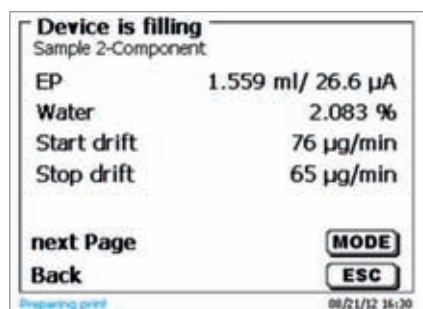 Device is filling
Sample 2-Component
EP 1.559 ml/ 26.6 µA
Water 2.083 %
Start drift 76 µg/min
Stop drift 65 µg/min
next Page MODE
Back ESC
Preparing print 08/21/12 16:30